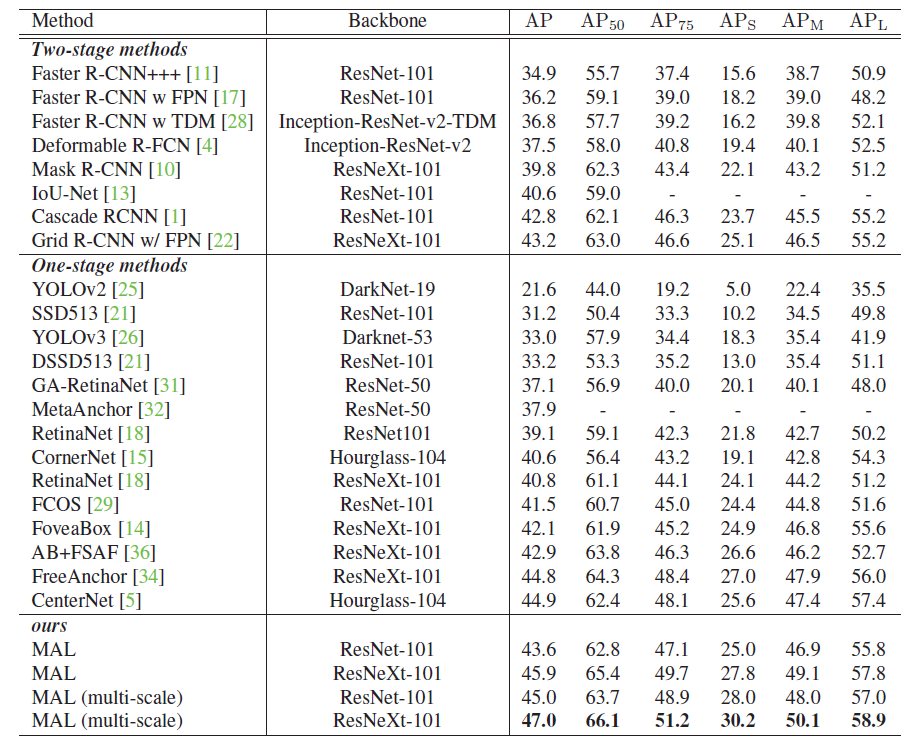 Method Backbone AP AP50 AP75 APS APM APL
Two-stage methods
Faster R-CNN+++ [11] ResNet-101 34.9 55.7 37.4 15.6 38.7 50.9
Faster R-CNN w FPN [17] ResNet-101 36.2 59.1 39.0 18.2 39.0 48.2
Faster R-CNN w TDM [28] Inception-ResNet-v2-TDM 36.8 57.7 39.2 16.2 39.8 52.1
Deformable R-FCN [4] Inception-ResNet-v2 37.5 58.0 40.8 19.4 40.1 52.5
Mask R-CNN [10] ResNeXt-101 39.8 62.3 43.4 22.1 43.2 51.2
IoU-Net [13] ResNet-101 40.6 59.0 - - - -
Cascade RCNN [1] ResNet-101 42.8 62.1 46.3 23.7 45.5 55.2
Grid R-CNN w/ FPN [22] ResNeXt-101 43.2 63.0 46.6 25.1 46.5 55.2
One-stage methods
YOLOv2 [25] DarkNet-19 21.6 44.0 19.2 5.0 22.4 35.5
SSD513 [21] ResNet-101 31.2 50.4 33.3 10.2 34.5 49.8
YOLOv3 [26] Darknet-53 33.0 57.9 34.4 18.3 35.4 41.9
DSSD513 [21] ResNet-101 33.2 53.3 35.2 13.0 35.4 51.1
GA-RetinaNet [31] ResNet-50 37.1 56.9 40.0 20.1 40.1 48.0
MetaAnchor [32] ResNet-50 37.9 - - - - -
RetinaNet [18] ResNet101 39.1 59.1 42.3 21.8 42.7 50.2
CornerNet [15] Hourglass-104 40.6 56.4 43.2 19.1 42.8 54.3
RetinaNet [18] ResNeXt-101 40.8 61.1 44.1 24.1 44.2 51.2
FCOS [29] ResNet-101 41.5 60.7 45.0 24.4 44.8 51.6
FoveaBox [14] ResNeXt-101 42.1 61.9 45.2 24.9 46.8 55.6
AB+FSAF [36] ResNeXt-101 42.9 63.8 46.3 26.6 46.2 52.7
FreeAnchor [34] ResNeXt-101 44.8 64.3 48.4 27.0 47.9 56.0
CenterNet [5] Hourglass-104 44.9 62.4 48.1 25.6 47.4 57.4
ours
MAL ResNet-101 43.6 62.8 47.1 25.0 46.9 55.8
MAL ResNeXt-101 45.9 65.4 49.7 27.8 49.1 57.8
MAL (multi-scale) ResNet-101 45.0 63.7 48.9 28.0 48.0 57.0
MAL (multi-scale) ResNeXt-101 47.0 66.1 51.2 30.2 50.1 58.9